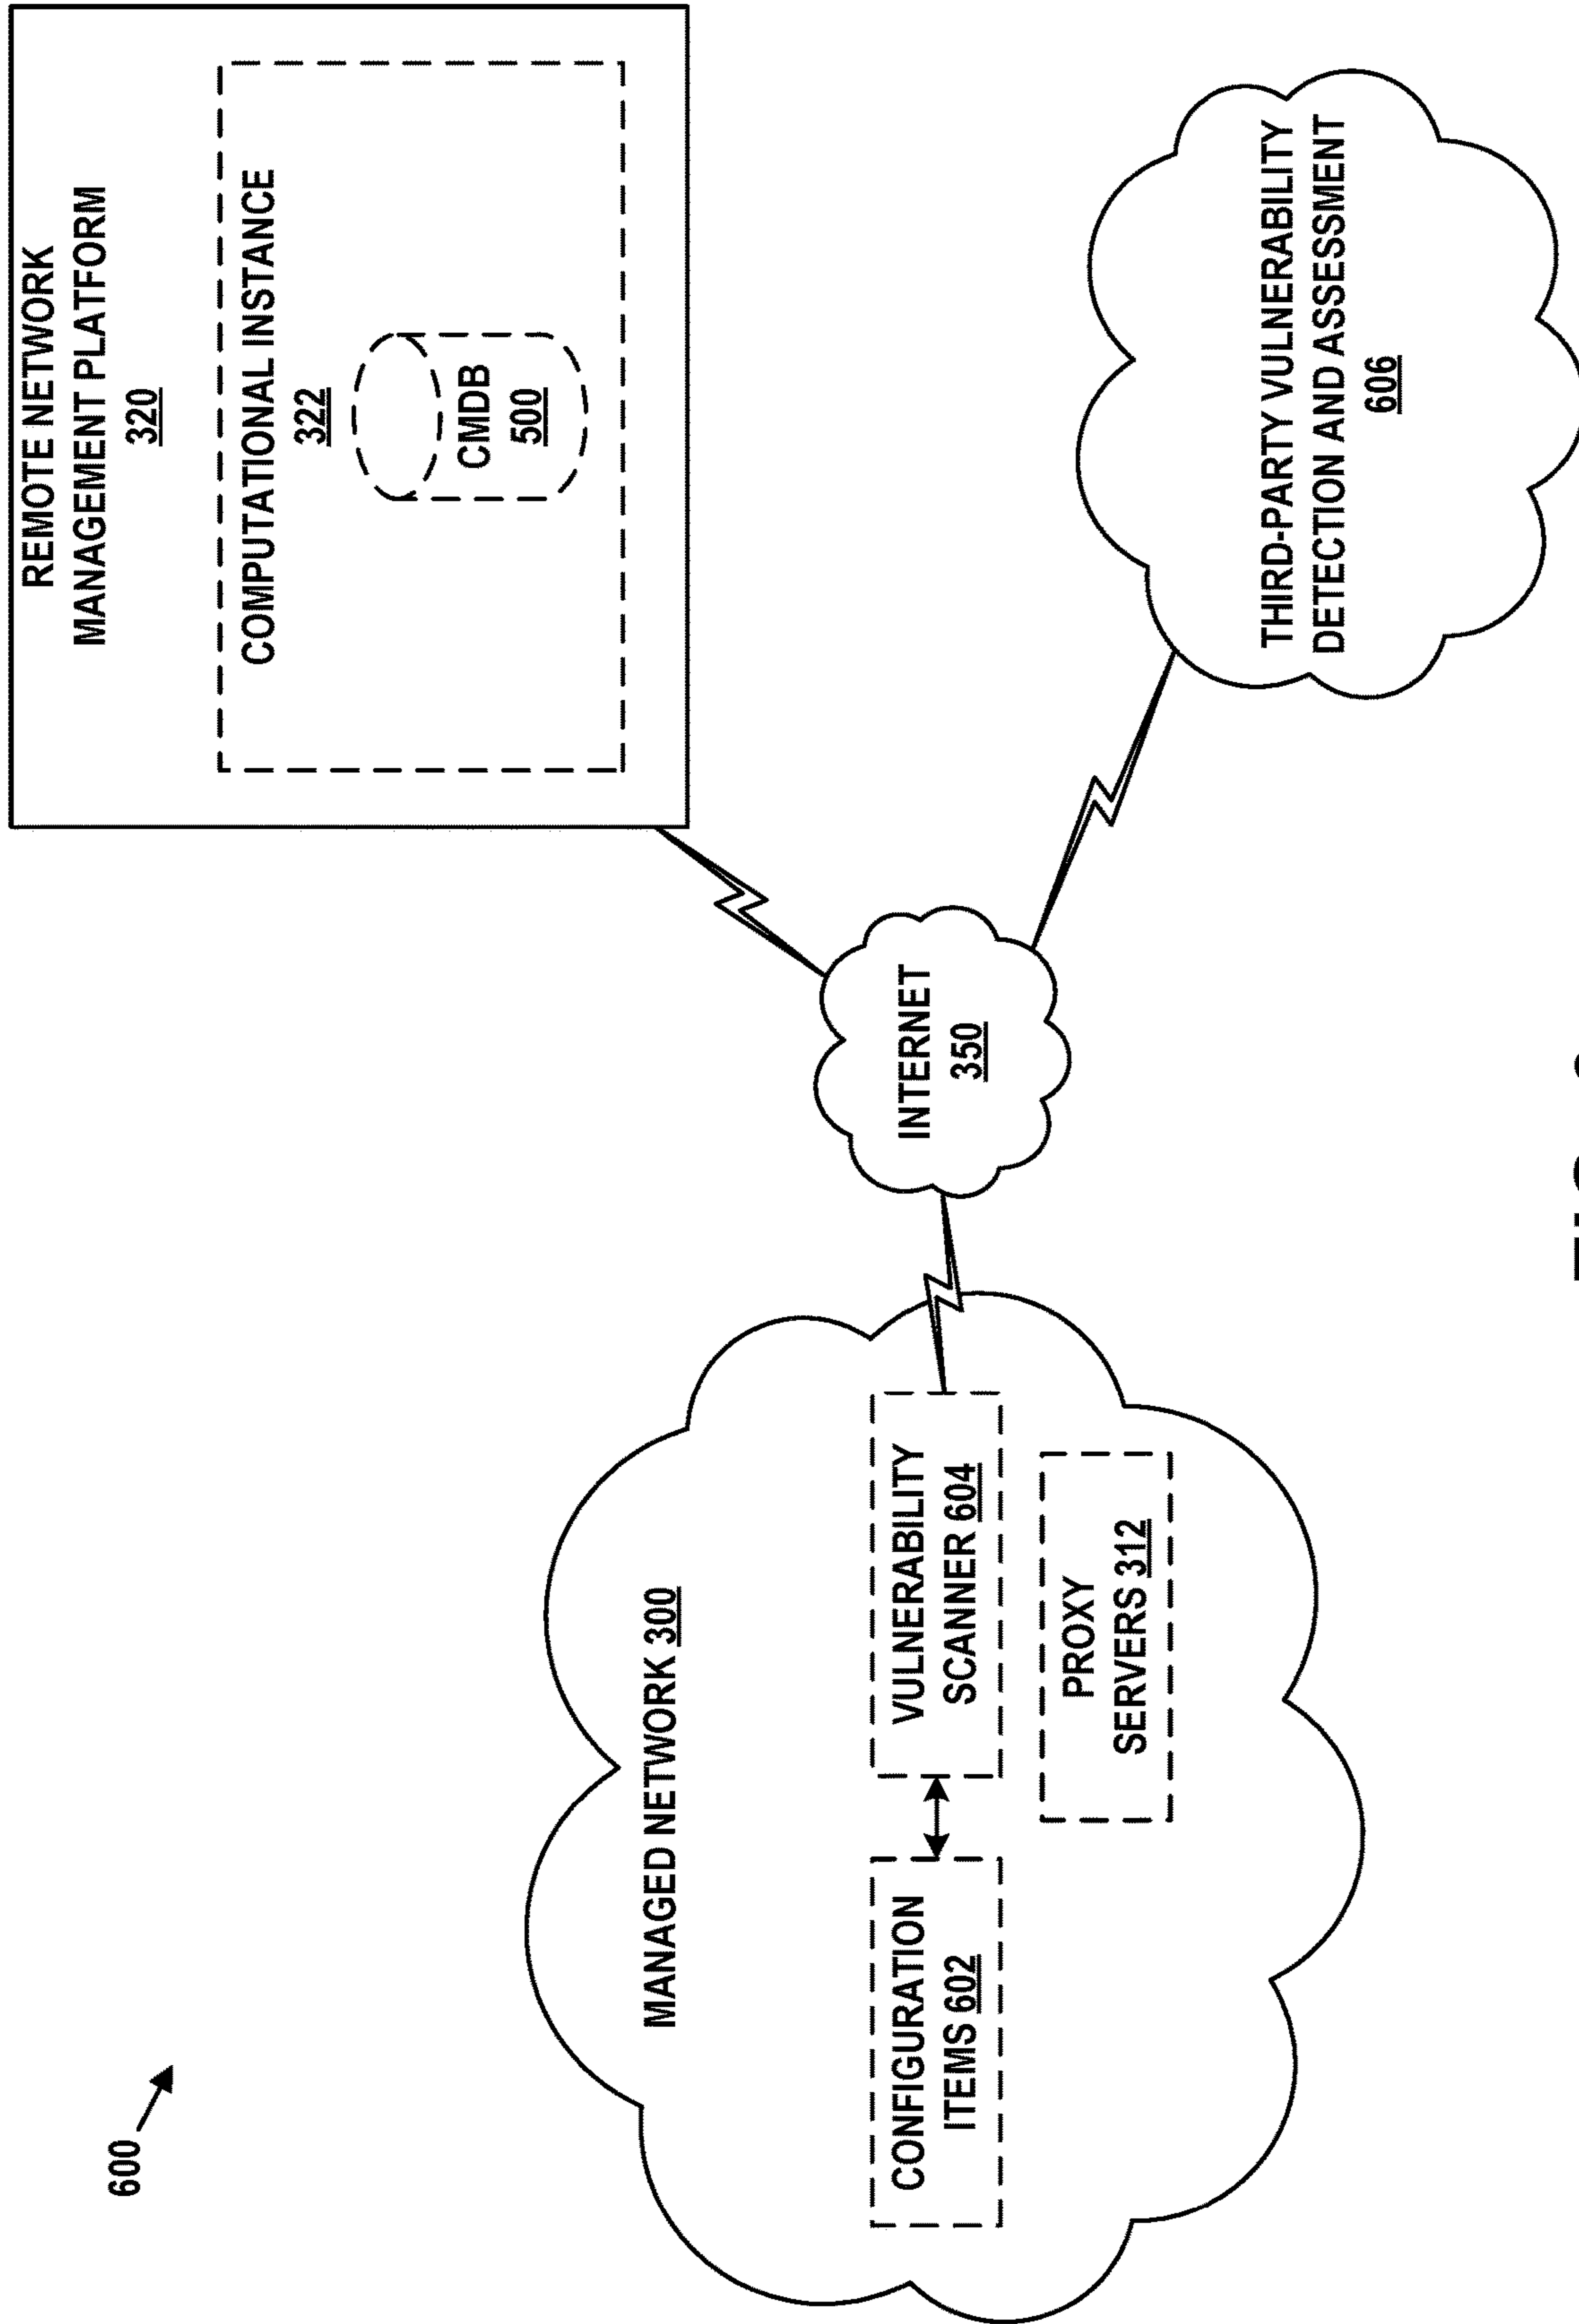 600
REMOTE NETWORK
MANAGEMENT PLATFORM
320
COMPUTATIONAL INSTANCE
322
CMDB
500
MANAGED NETWORK 300
CONFIGURATION
ITEMS 602
VULNERABILITY
SCANNER 604
PROXY
SERVERS 312
INTERNET
350
THIRD-PARTY VULNERABILITY
DETECTION AND ASSESSMENT
606